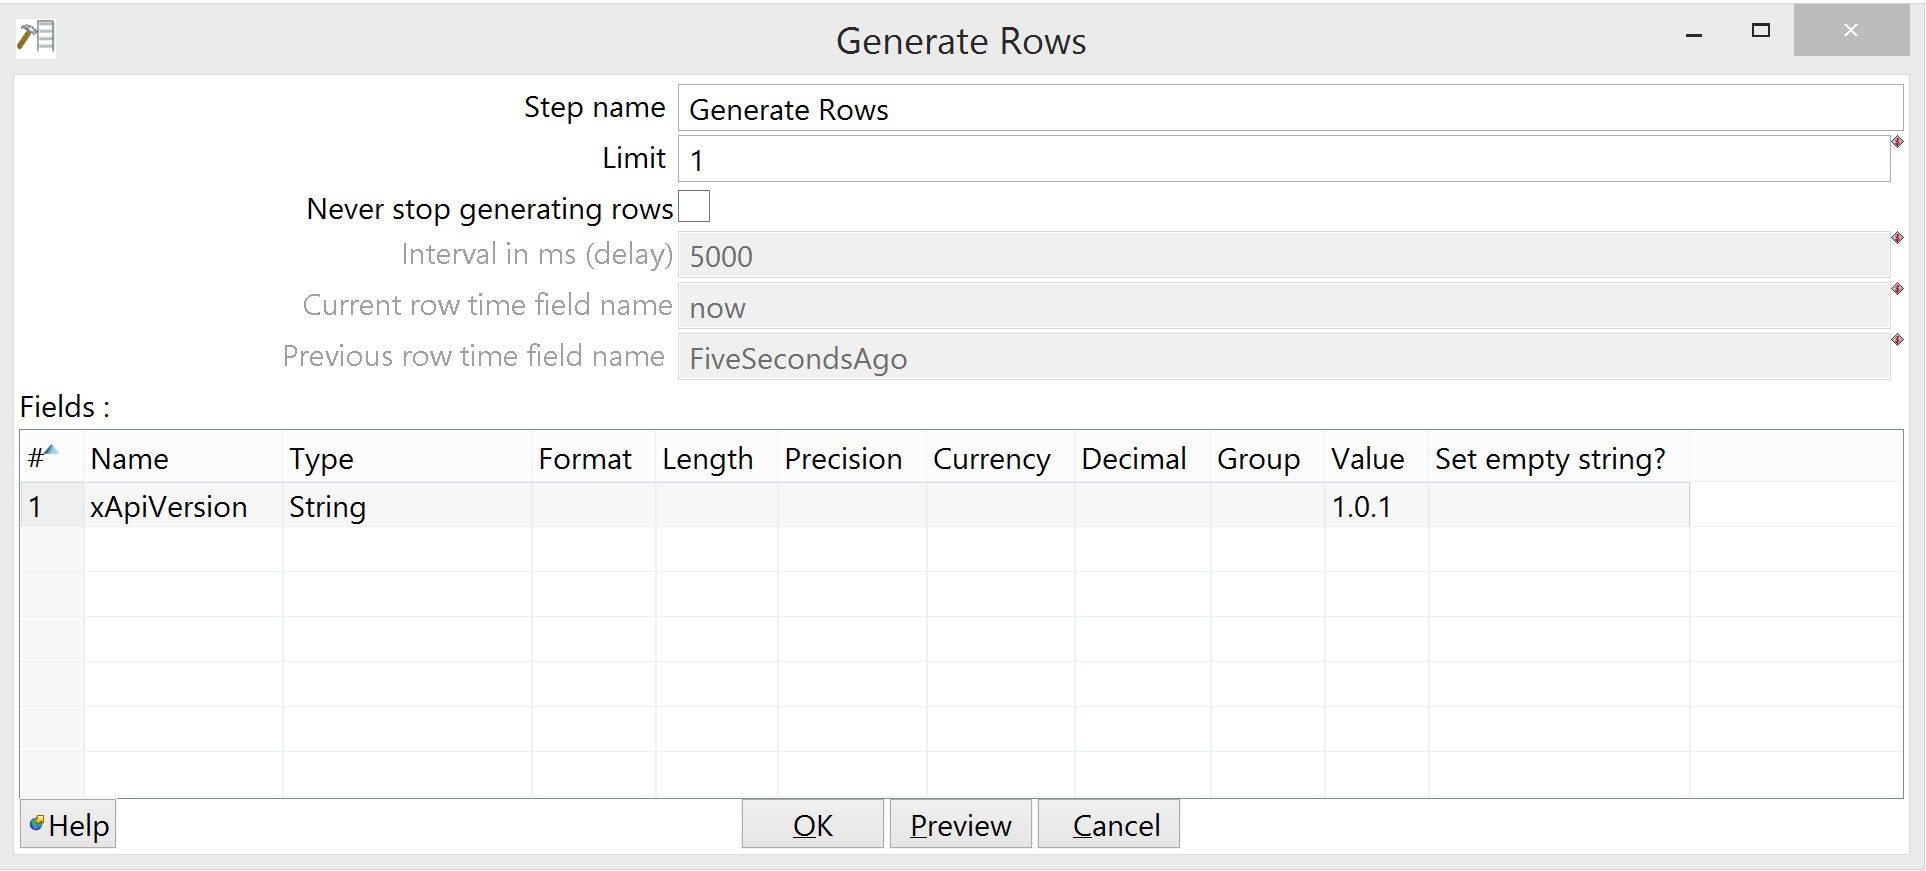 Generate Rows
Step name Generate Rows
Limit 1
Never stop generating rows
Interval in ms (delay) 5000
Current row time field name now
Previous row time field name FiveSecondsAgo
Fields :
# Name Type Format Length Precision Currency Decimal Group Value Set empty string?
1 xApiVersion String 1.0.1
Help OK Preview Cancel